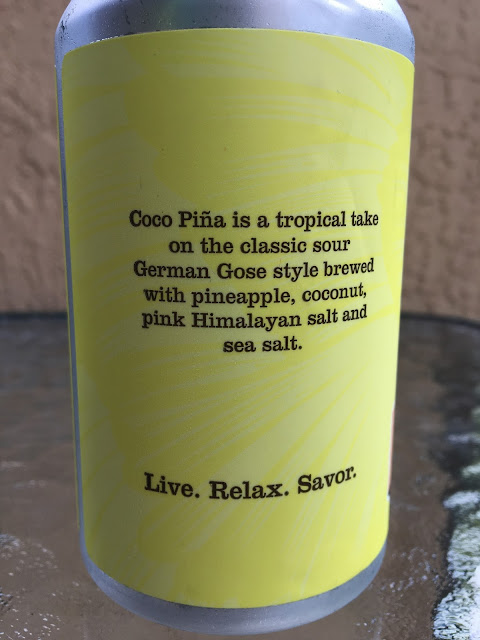 Coco Piña is a tropical take
on the classic sour
German Gose style brewed
with pineapple, coconut,
pink Himalayan salt and
sea salt.
Live. Relax. Savor.